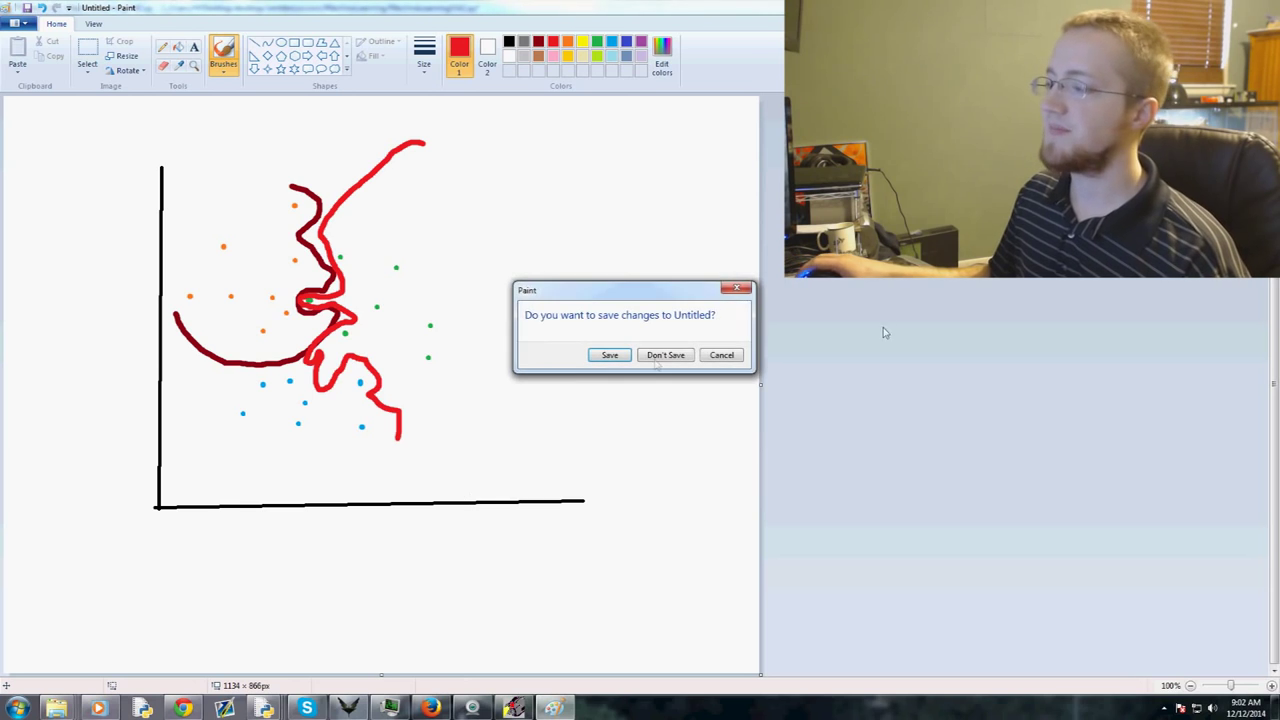 Untitled - Paint
Home View
Paste
Cut
Copy
Clipboard
Select
Crop
Resize
Rotate
Image
A
Tools
Brushes
Outline
Fill
Shapes
Size
Color 1
Color 2
Edit colors
Colors
Paint
Do you want to save changes to Untitled?
Save Don't Save Cancel
1134 × 866px
100%
9:02 AM
12/12/2014